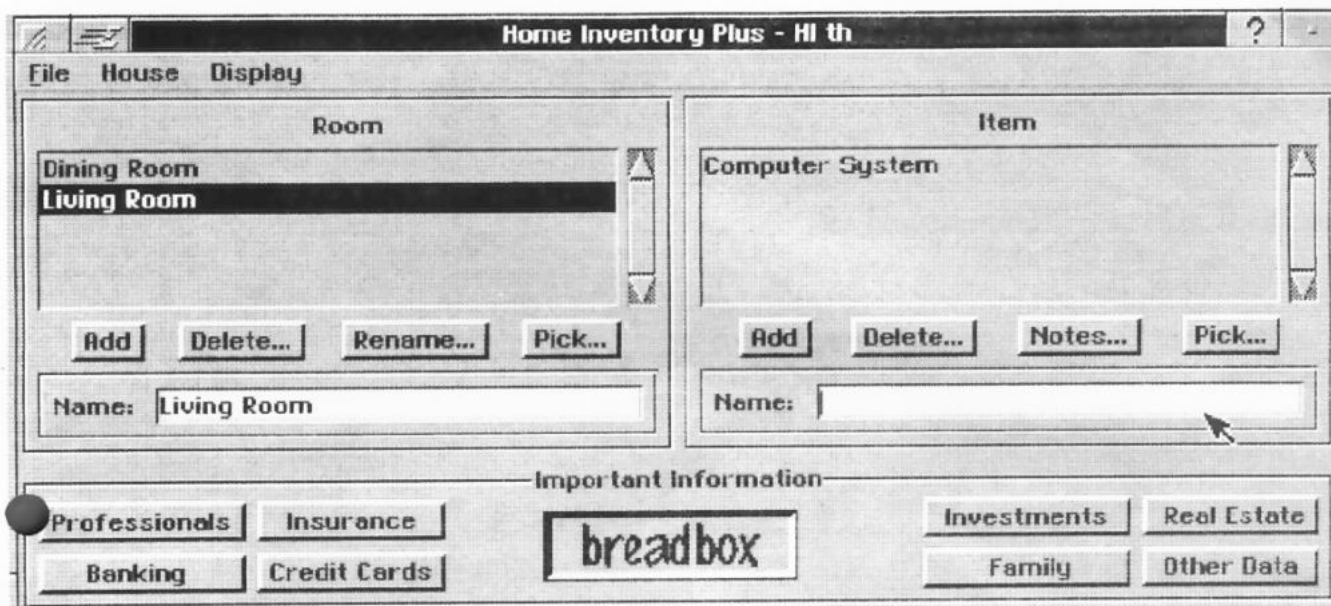 Home Inventory Plus - HI th
?
File House Display
Room
Dining Room
Living Room
Add Delete... Rename... Pick...
Name: Living Room
Item
Computer System
Add Delete... Notes... Pick...
Name:
Important Information
Professionals Insurance
Banking Credit Cards
breadbox
Investments Real Estate
Family Other Data